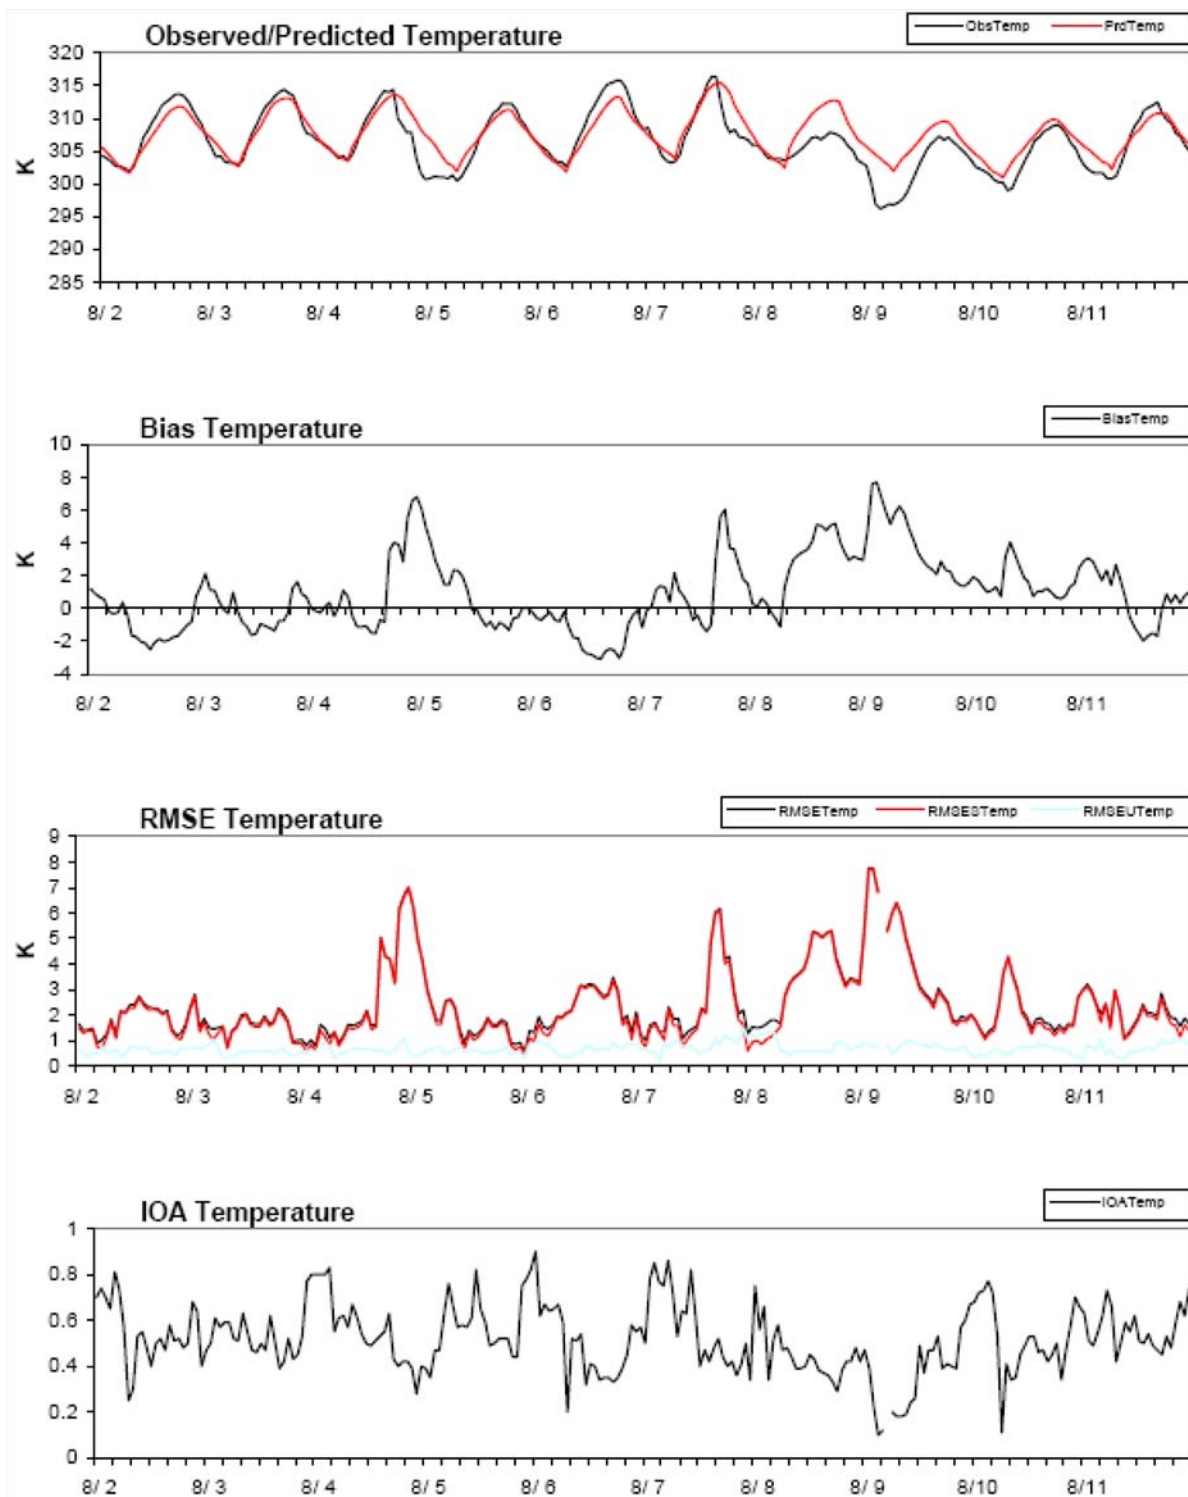 Observed/Predicted Temperature
ObsTemp PrdTemp
320
315
310
305
300
295
290
285
K
8/ 2 8/ 3 8/ 4 8/ 5 8/ 6 8/ 7 8/ 8 8/ 9 8/10 8/11
Bias Temperature
BiasTemp
10
8
6
4
2
0
-2
-4
K
8/ 2 8/ 3 8/ 4 8/ 5 8/ 6 8/ 7 8/ 8 8/ 9 8/10 8/11
RMSE Temperature
RMSETemp RMSESTemp RMSEUTemp
9
8
7
6
5
4
3
2
1
0
K
8/ 2 8/ 3 8/ 4 8/ 5 8/ 6 8/ 7 8/ 8 8/ 9 8/10 8/11
IOA Temperature
IOATemp
1
0.8
0.6
0.4
0.2
0
8/ 2 8/ 3 8/ 4 8/ 5 8/ 6 8/ 7 8/ 8 8/ 9 8/10 8/11